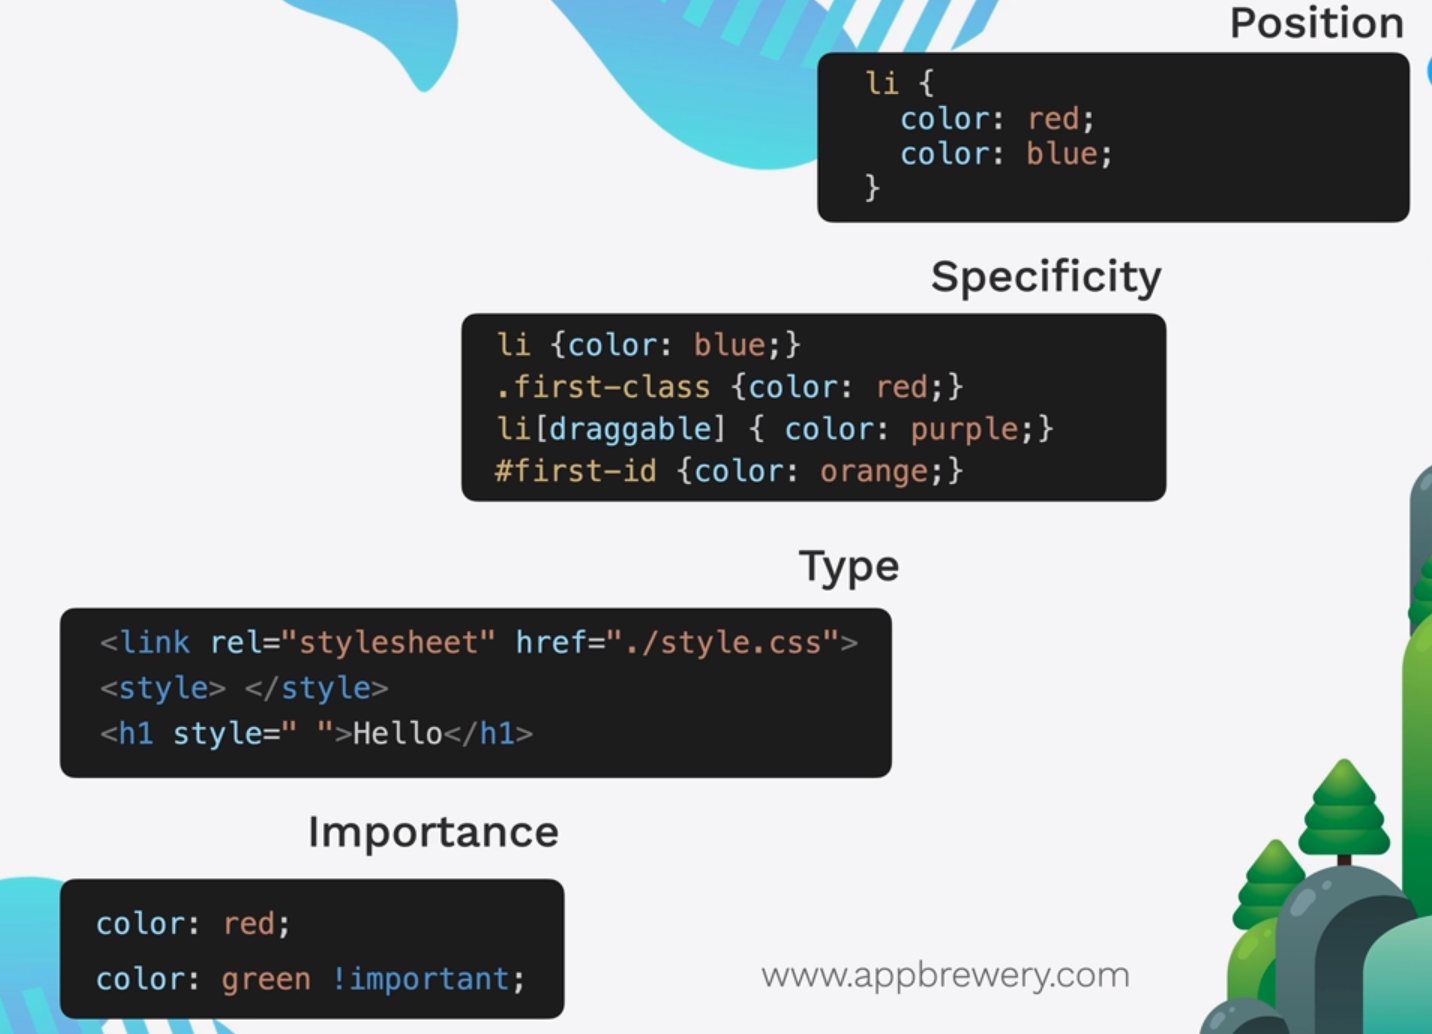 Position
li {
  color: red;
  color: blue;
}
Specificity
li {color: blue;}
.first-class {color: red;}
li[draggable] { color: purple;}
#first-id {color: orange;}
Type
<link rel="stylesheet" href="./style.css">
<style> </style>
<h1 style=" ">Hello</h1>
Importance
color: red;
color: green !important;
www.appbrewery.com